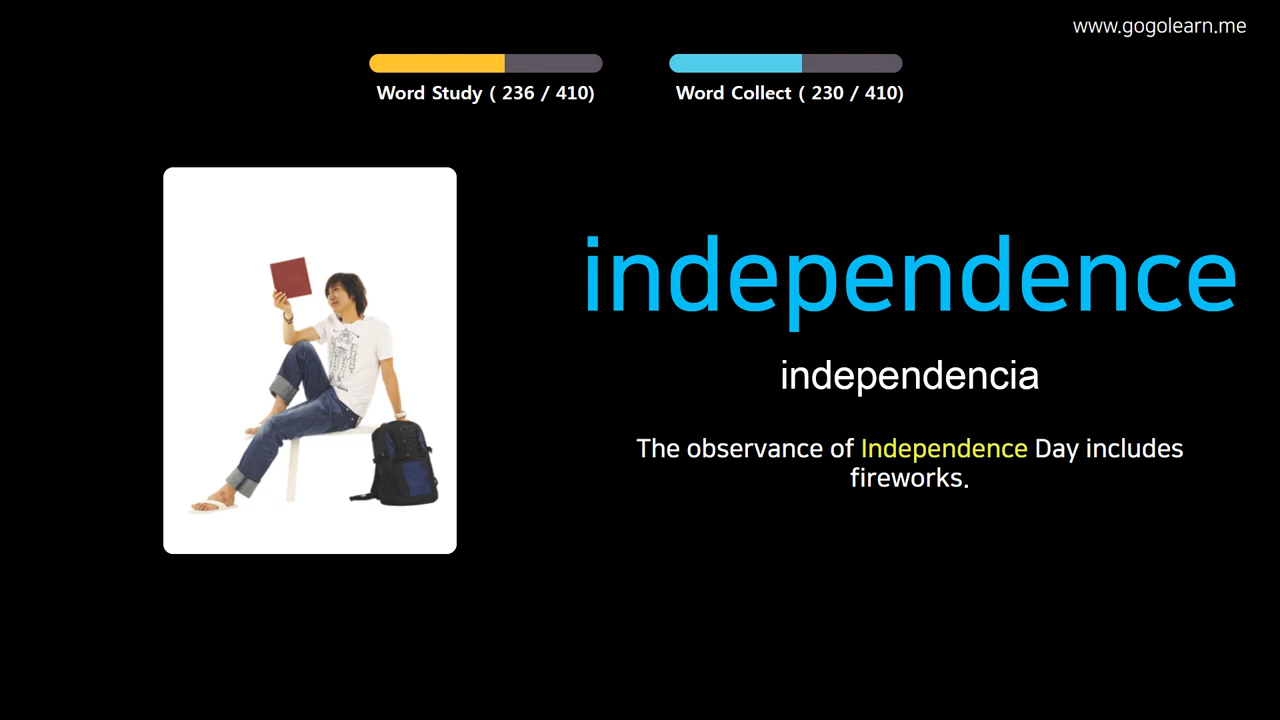 www.gogolearn.me
Word Study ( 236 / 410)
Word Collect ( 230 / 410)
independence
independencia
The observance of Independence Day includes
fireworks.